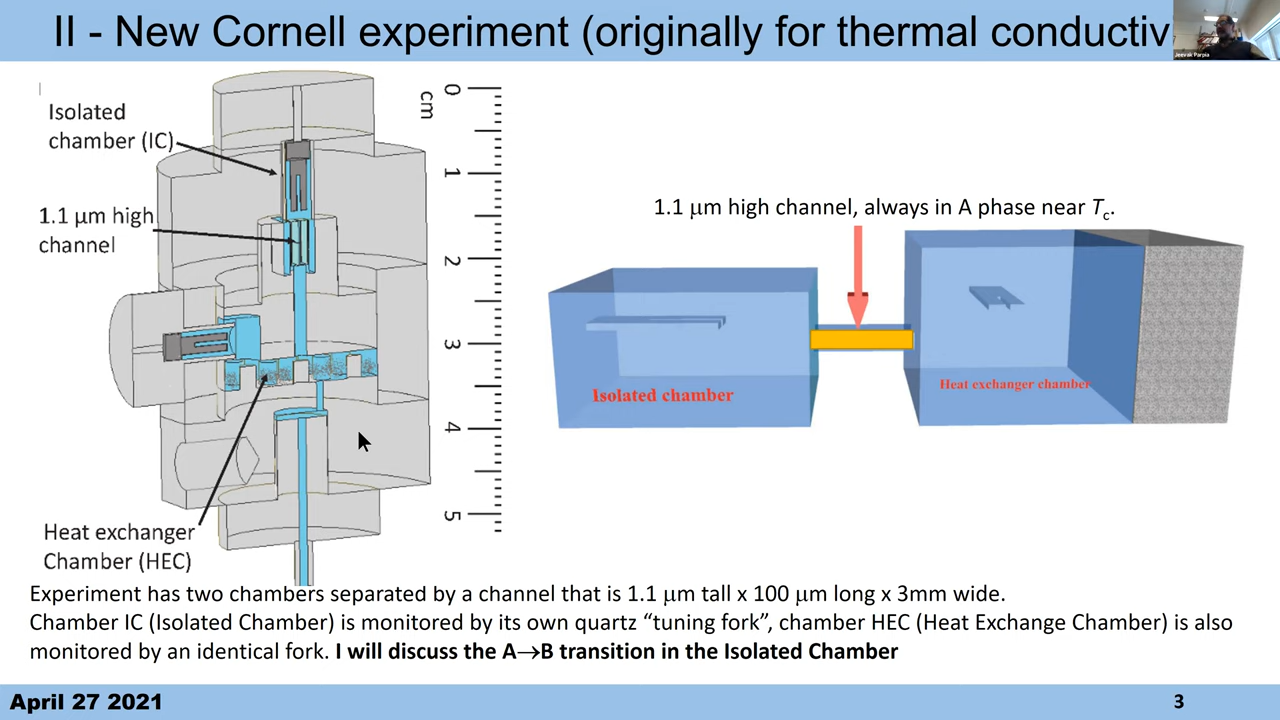 II - New Cornell experiment (originally for thermal conductiv
Jeevak Parpia
Isolated
chamber (IC)
1.1 μm high
channel
Heat exchanger
Chamber (HEC)
cm
0
1
2
3
4
5
1.1 μm high channel, always in A phase near Tc.
Isolated chamber
Heat exchanger chamber
Experiment has two chambers separated by a channel that is 1.1 μm tall x 100 μm long x 3mm wide.
Chamber IC (Isolated Chamber) is monitored by its own quartz “tuning fork”, chamber HEC (Heat Exchange Chamber) is also
monitored by an identical fork. I will discuss the A→B transition in the Isolated Chamber
April 27 2021
3